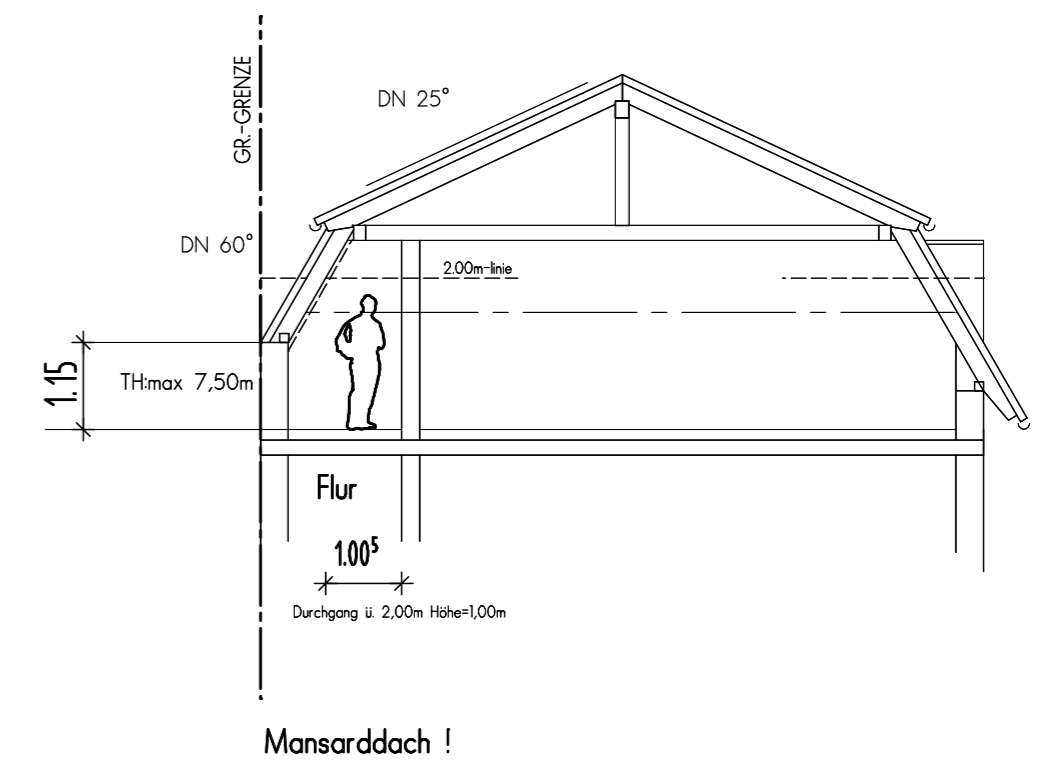 GR.-GRENZE
DN 25°
DN 60°
2.00m-linie
1.15
TH:max 7,50m
Flur
1.00⁵
Durchgang ü. 2,00m Höhe=1,00m
Mansarddach !